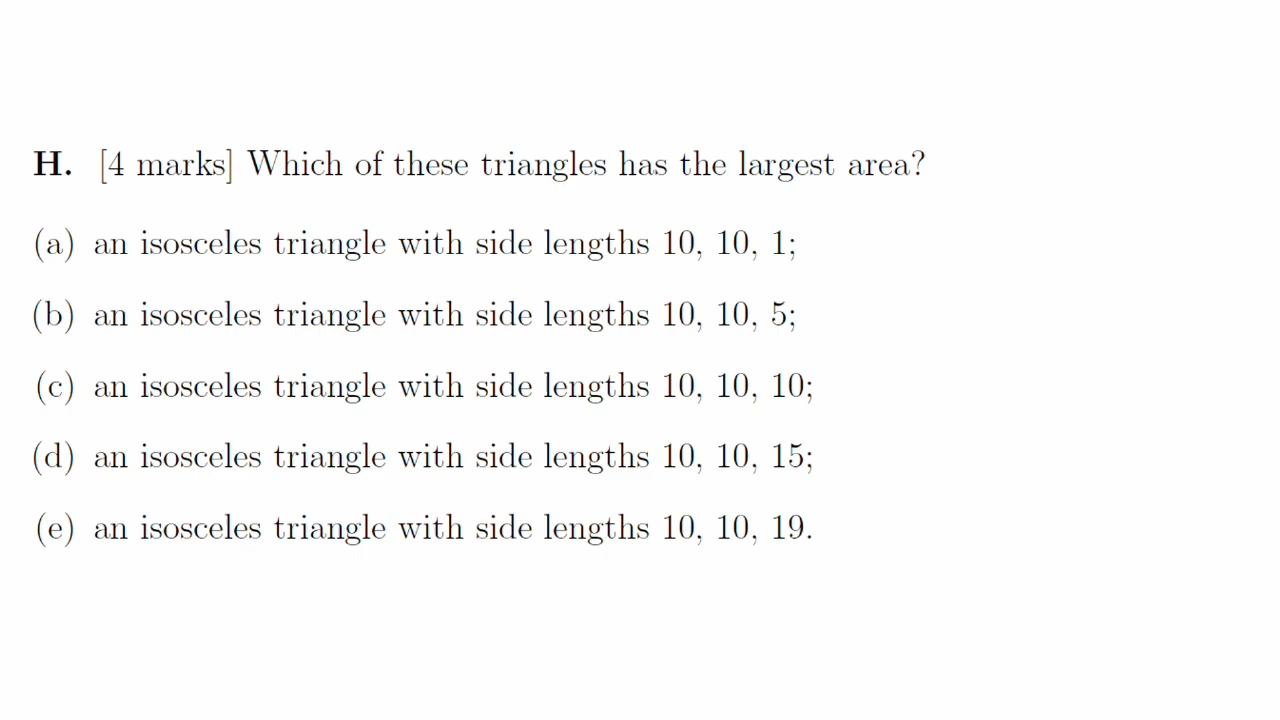 H. [4 marks] Which of these triangles has the largest area?
(a) an isosceles triangle with side lengths 10, 10, 1;
(b) an isosceles triangle with side lengths 10, 10, 5;
(c) an isosceles triangle with side lengths 10, 10, 10;
(d) an isosceles triangle with side lengths 10, 10, 15;
(e) an isosceles triangle with side lengths 10, 10, 19.